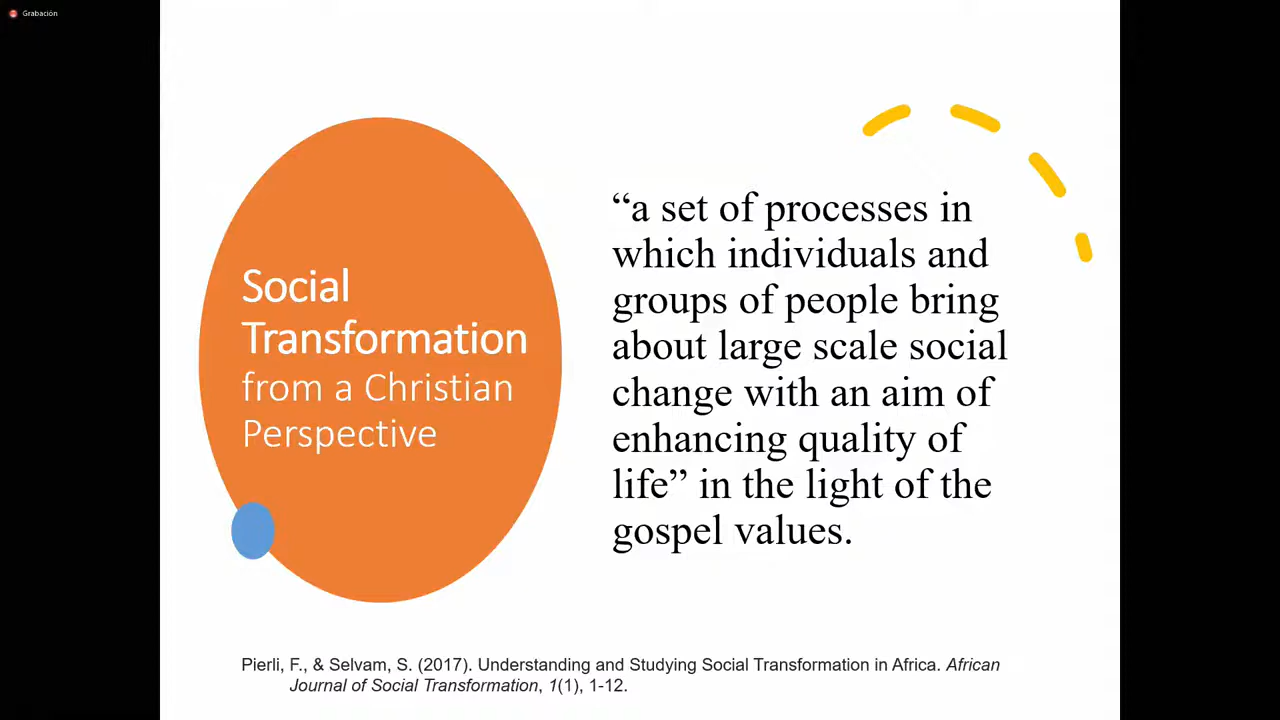 Grabación
Social
Transformation
from a Christian
Perspective
“a set of processes in
which individuals and
groups of people bring
about large scale social
change with an aim of
enhancing quality of
life” in the light of the
gospel values.
Pierli, F., & Selvam, S. (2017). Understanding and Studying Social Transformation in Africa. African
Journal of Social Transformation, 1(1), 1-12.